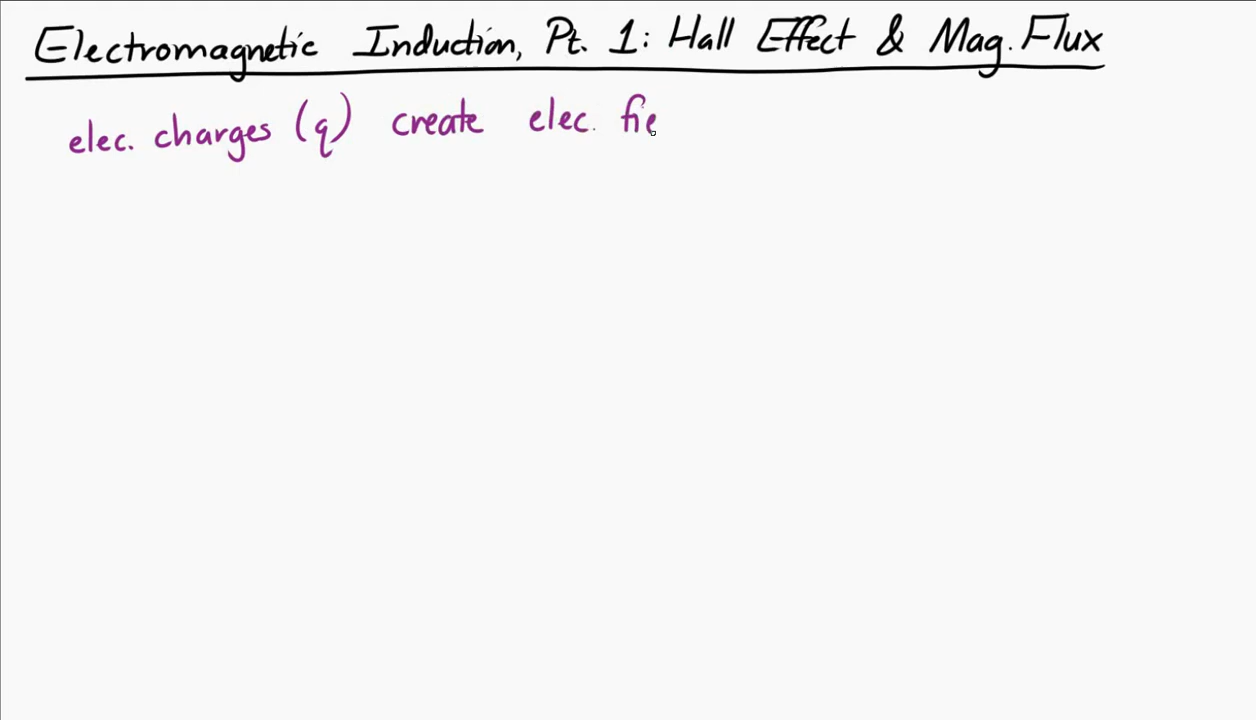 Electromagnetic Induction, Pt. 1: Hall Effect & Mag. Flux
elec. charges (q) create elec. fie